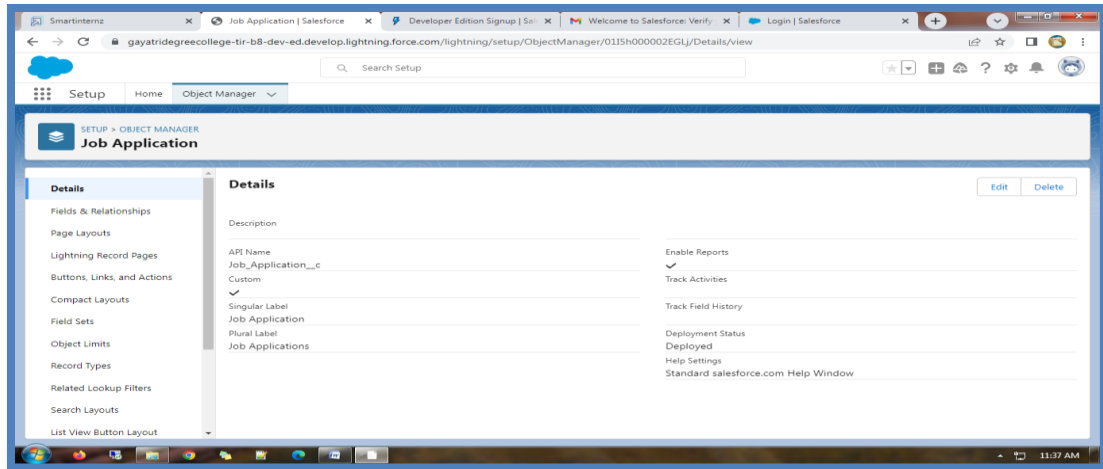 Smartinternz
Job Application | Salesforce
Developer Edition Signup | Sal
Welcome to Salesforce: Verify
Login | Salesforce
gayatridegreecollege-tir-b8-dev-ed.develop.lightning.force.com/lightning/setup/ObjectManager/01I5h000002EGLj/Details/view
Search Setup
Setup
Home
Object Manager
SETUP > OBJECT MANAGER
Job Application
Details
Fields & Relationships
Page Layouts
Lightning Record Pages
Buttons, Links, and Actions
Compact Layouts
Field Sets
Object Limits
Record Types
Related Lookup Filters
Search Layouts
List View Button Layout
Details
Edit
Delete
Description
API Name
Job_Application__c
Custom
Singular Label
Job Application
Plural Label
Job Applications
Enable Reports
Track Activities
Track Field History
Deployment Status
Deployed
Help Settings
Standard salesforce.com Help Window
11:37 AM